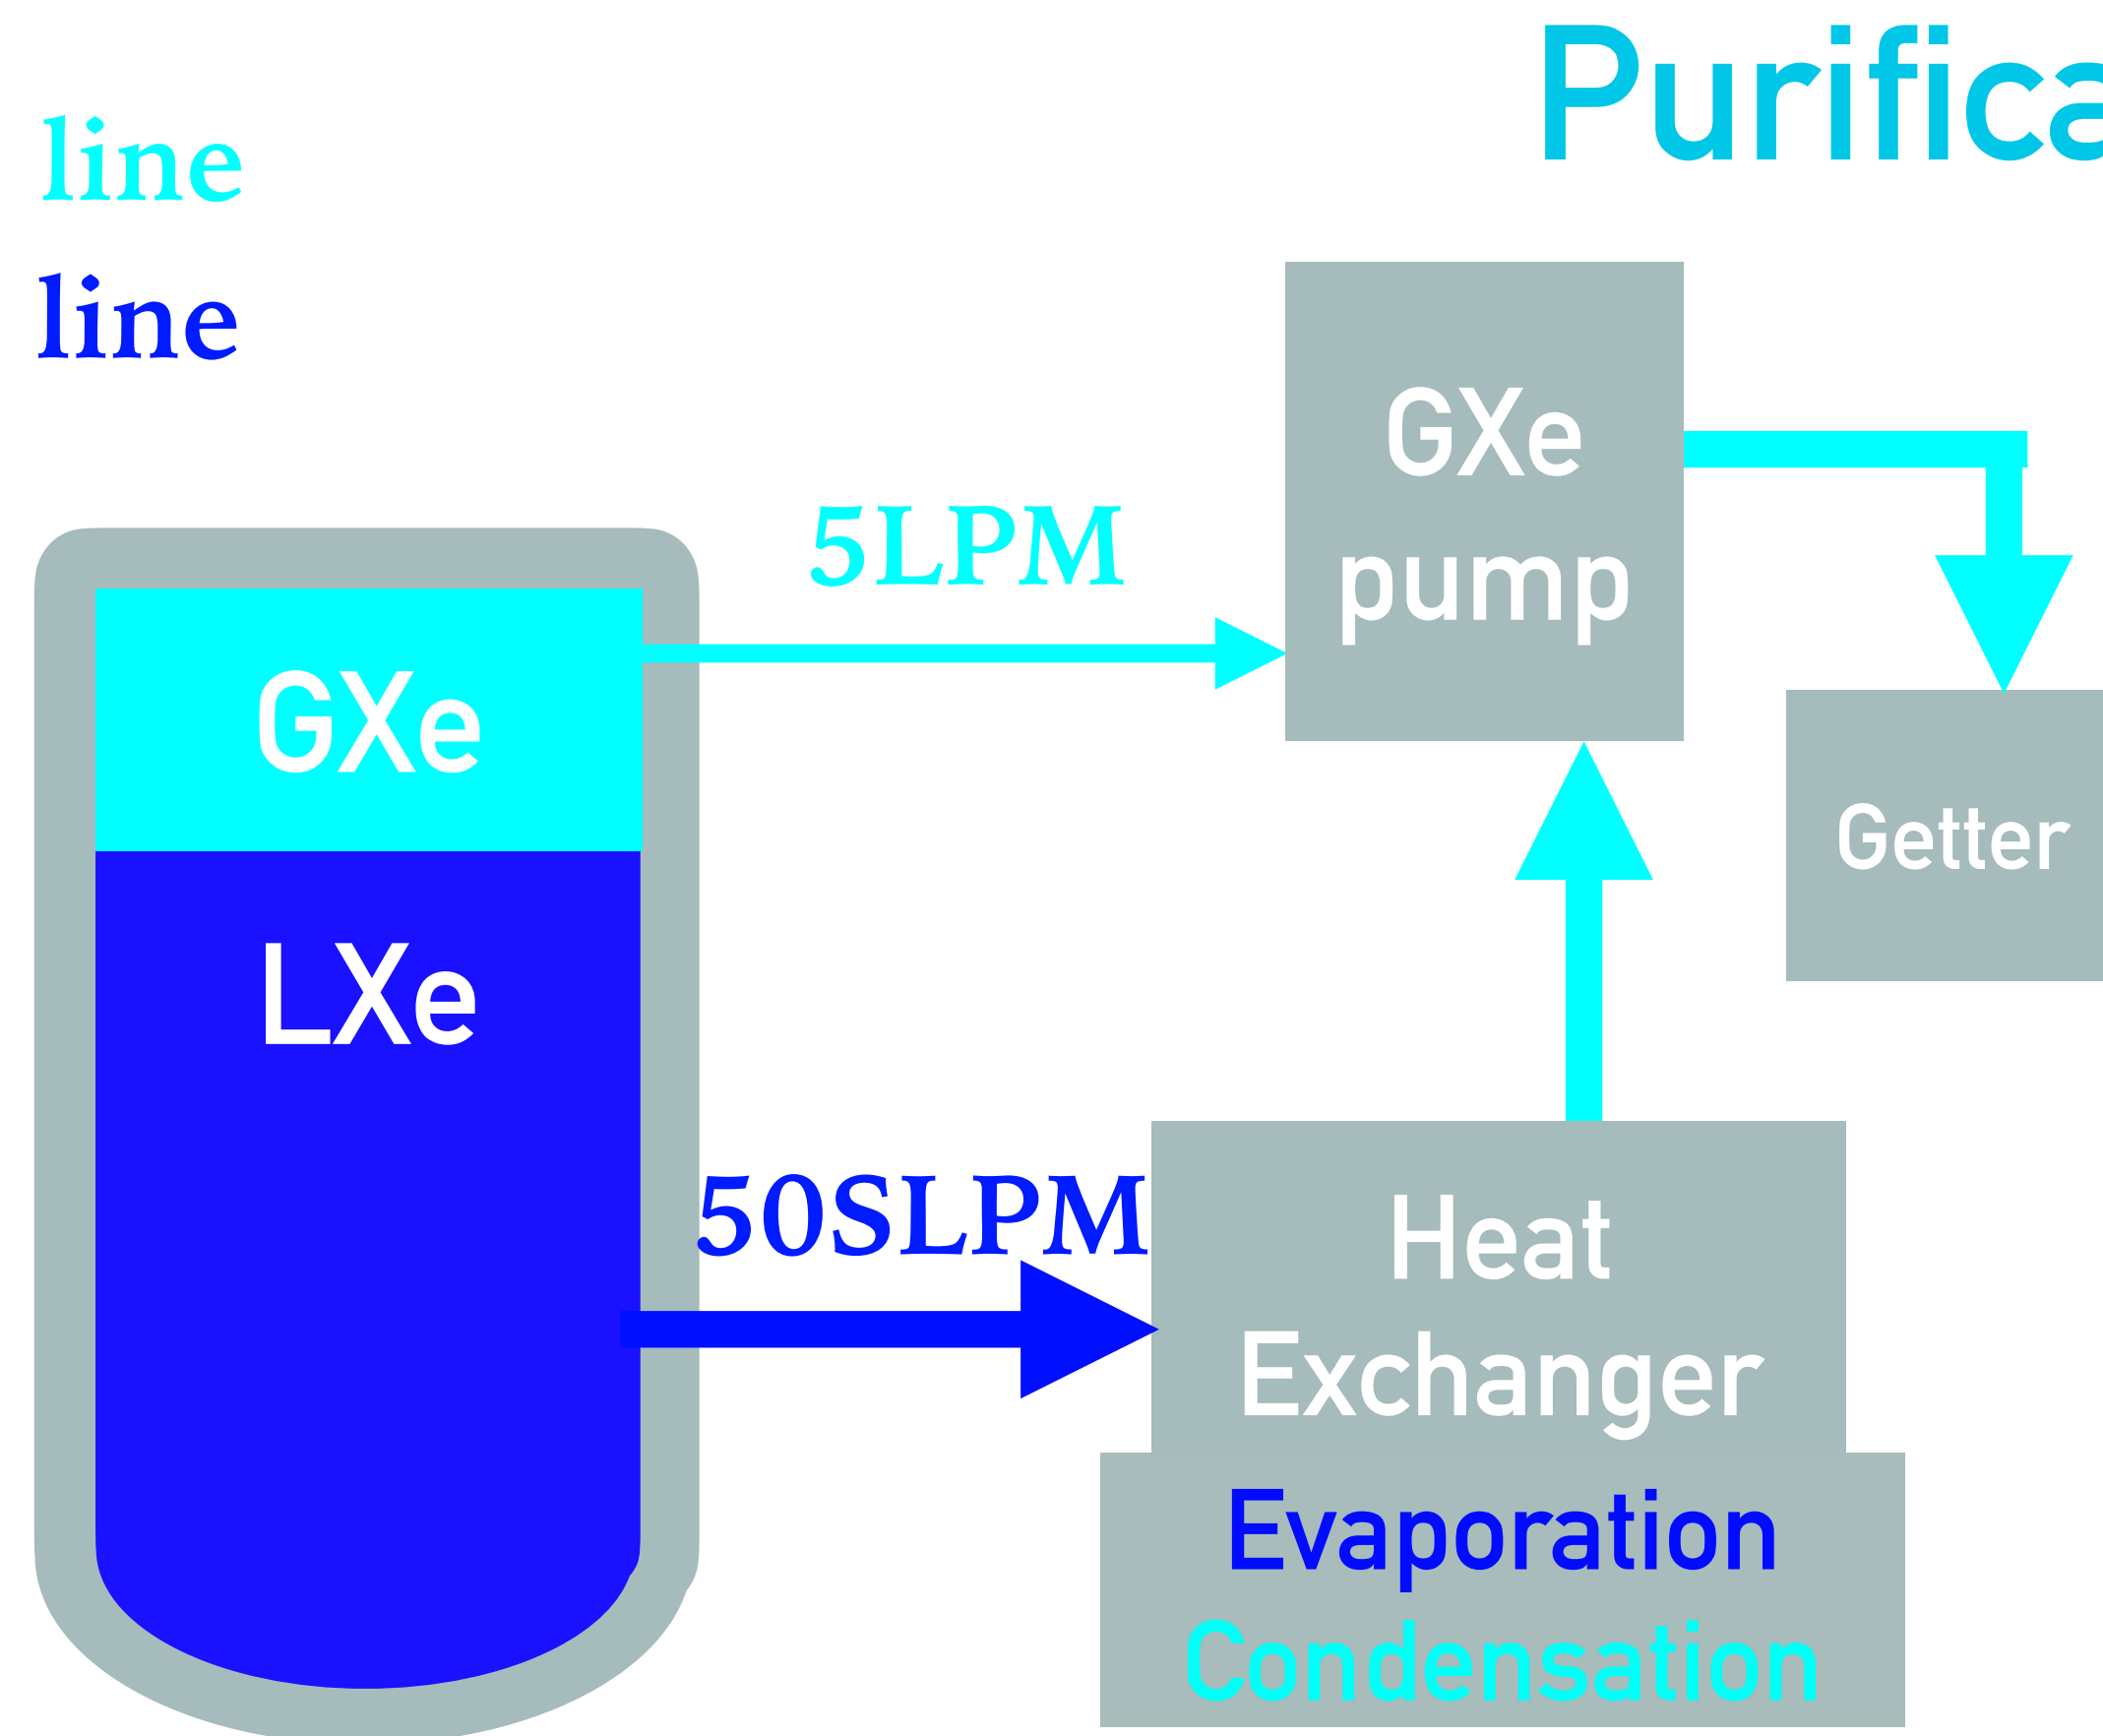 Purifica
line
line
GXe
pump
5LPM
GXe
Getter
LXe
50SLPM
Heat
Exchanger
Evaporation
Condensation